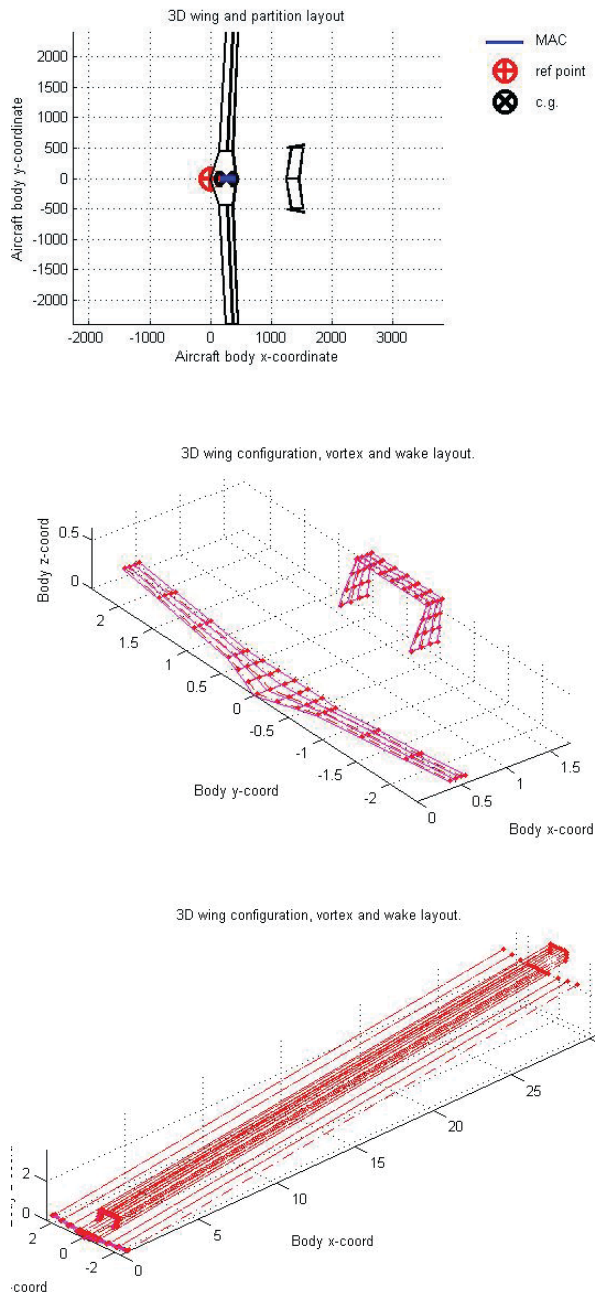 3D wing and partition layout
MAC
ref point
c.g.
2000
1500
1000
500
0
-500
-1000
-1500
-2000
Aircraft body y-coordinate
-2000 -1000 0 1000 2000 3000
Aircraft body x-coordinate
3D wing configuration, vortex and wake layout.
Body z-coord
0.5
0
2
1.5
1
0.5
0
-0.5
-1
-1.5
-2
Body y-coord
0
0.5
1
1.5
Body x-coord
3D wing configuration, vortex and wake layout.
2
0
2
0
-2
0
5
10
15
20
25
Body x-coord
-coord